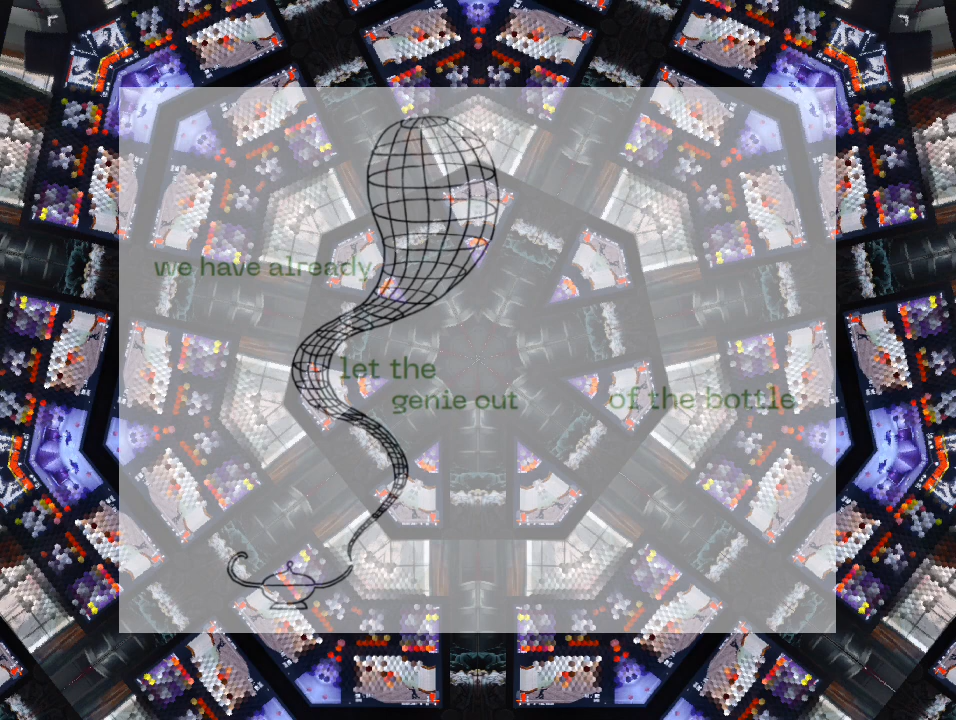 we have already
let the
genie out
of the bottle